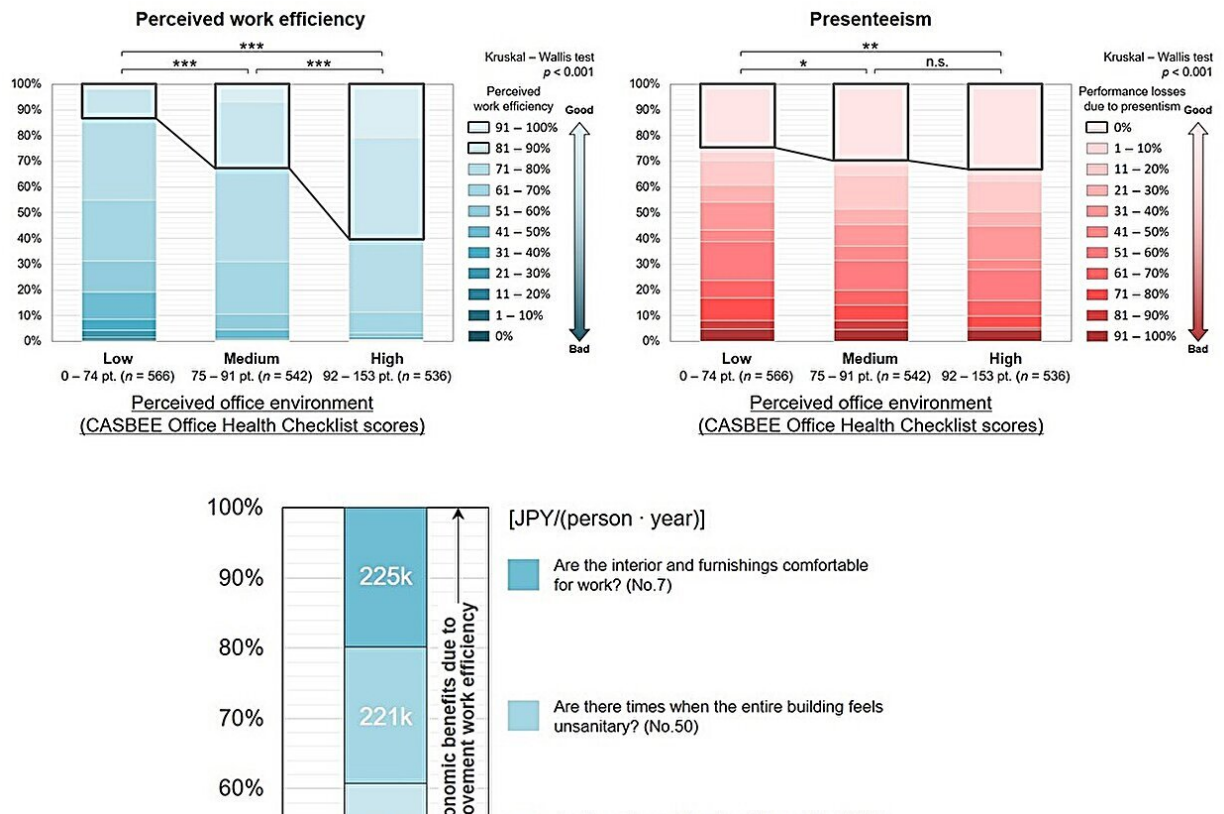 Perceived work efficiency
***
***
***
Kruskal – Wallis test
p < 0.001
100%
90%
80%
70%
60%
50%
40%
30%
20%
10%
0%
Perceived
work efficiency
Good
91 – 100%
81 – 90%
71 – 80%
61 – 70%
51 – 60%
41 – 50%
31 – 40%
21 – 30%
11 – 20%
1 – 10%
0%
Bad
Low
0 – 74 pt. (n = 566)
Medium
75 – 91 pt. (n = 542)
High
92 – 153 pt. (n = 536)
Perceived office environment
(CASBEE Office Health Checklist scores)
Presenteeism
**
*
n.s.
Kruskal – Wallis test
p < 0.001
100%
90%
80%
70%
60%
50%
40%
30%
20%
10%
0%
Performance losses
due to presentism
Good
0%
1 – 10%
11 – 20%
21 – 30%
31 – 40%
41 – 50%
51 – 60%
61 – 70%
71 – 80%
81 – 90%
91 – 100%
Bad
Low
0 – 74 pt. (n = 566)
Medium
75 – 91 pt. (n = 542)
High
92 – 153 pt. (n = 536)
Perceived office environment
(CASBEE Office Health Checklist scores)
100%
90%
80%
70%
60%
225k
221k
onomic benefits due to
ovement work efficiency
[JPY/(person · year)]
Are the interior and furnishings comfortable
for work? (No.7)
Are there times when the entire building feels
unsanitary? (No.50)